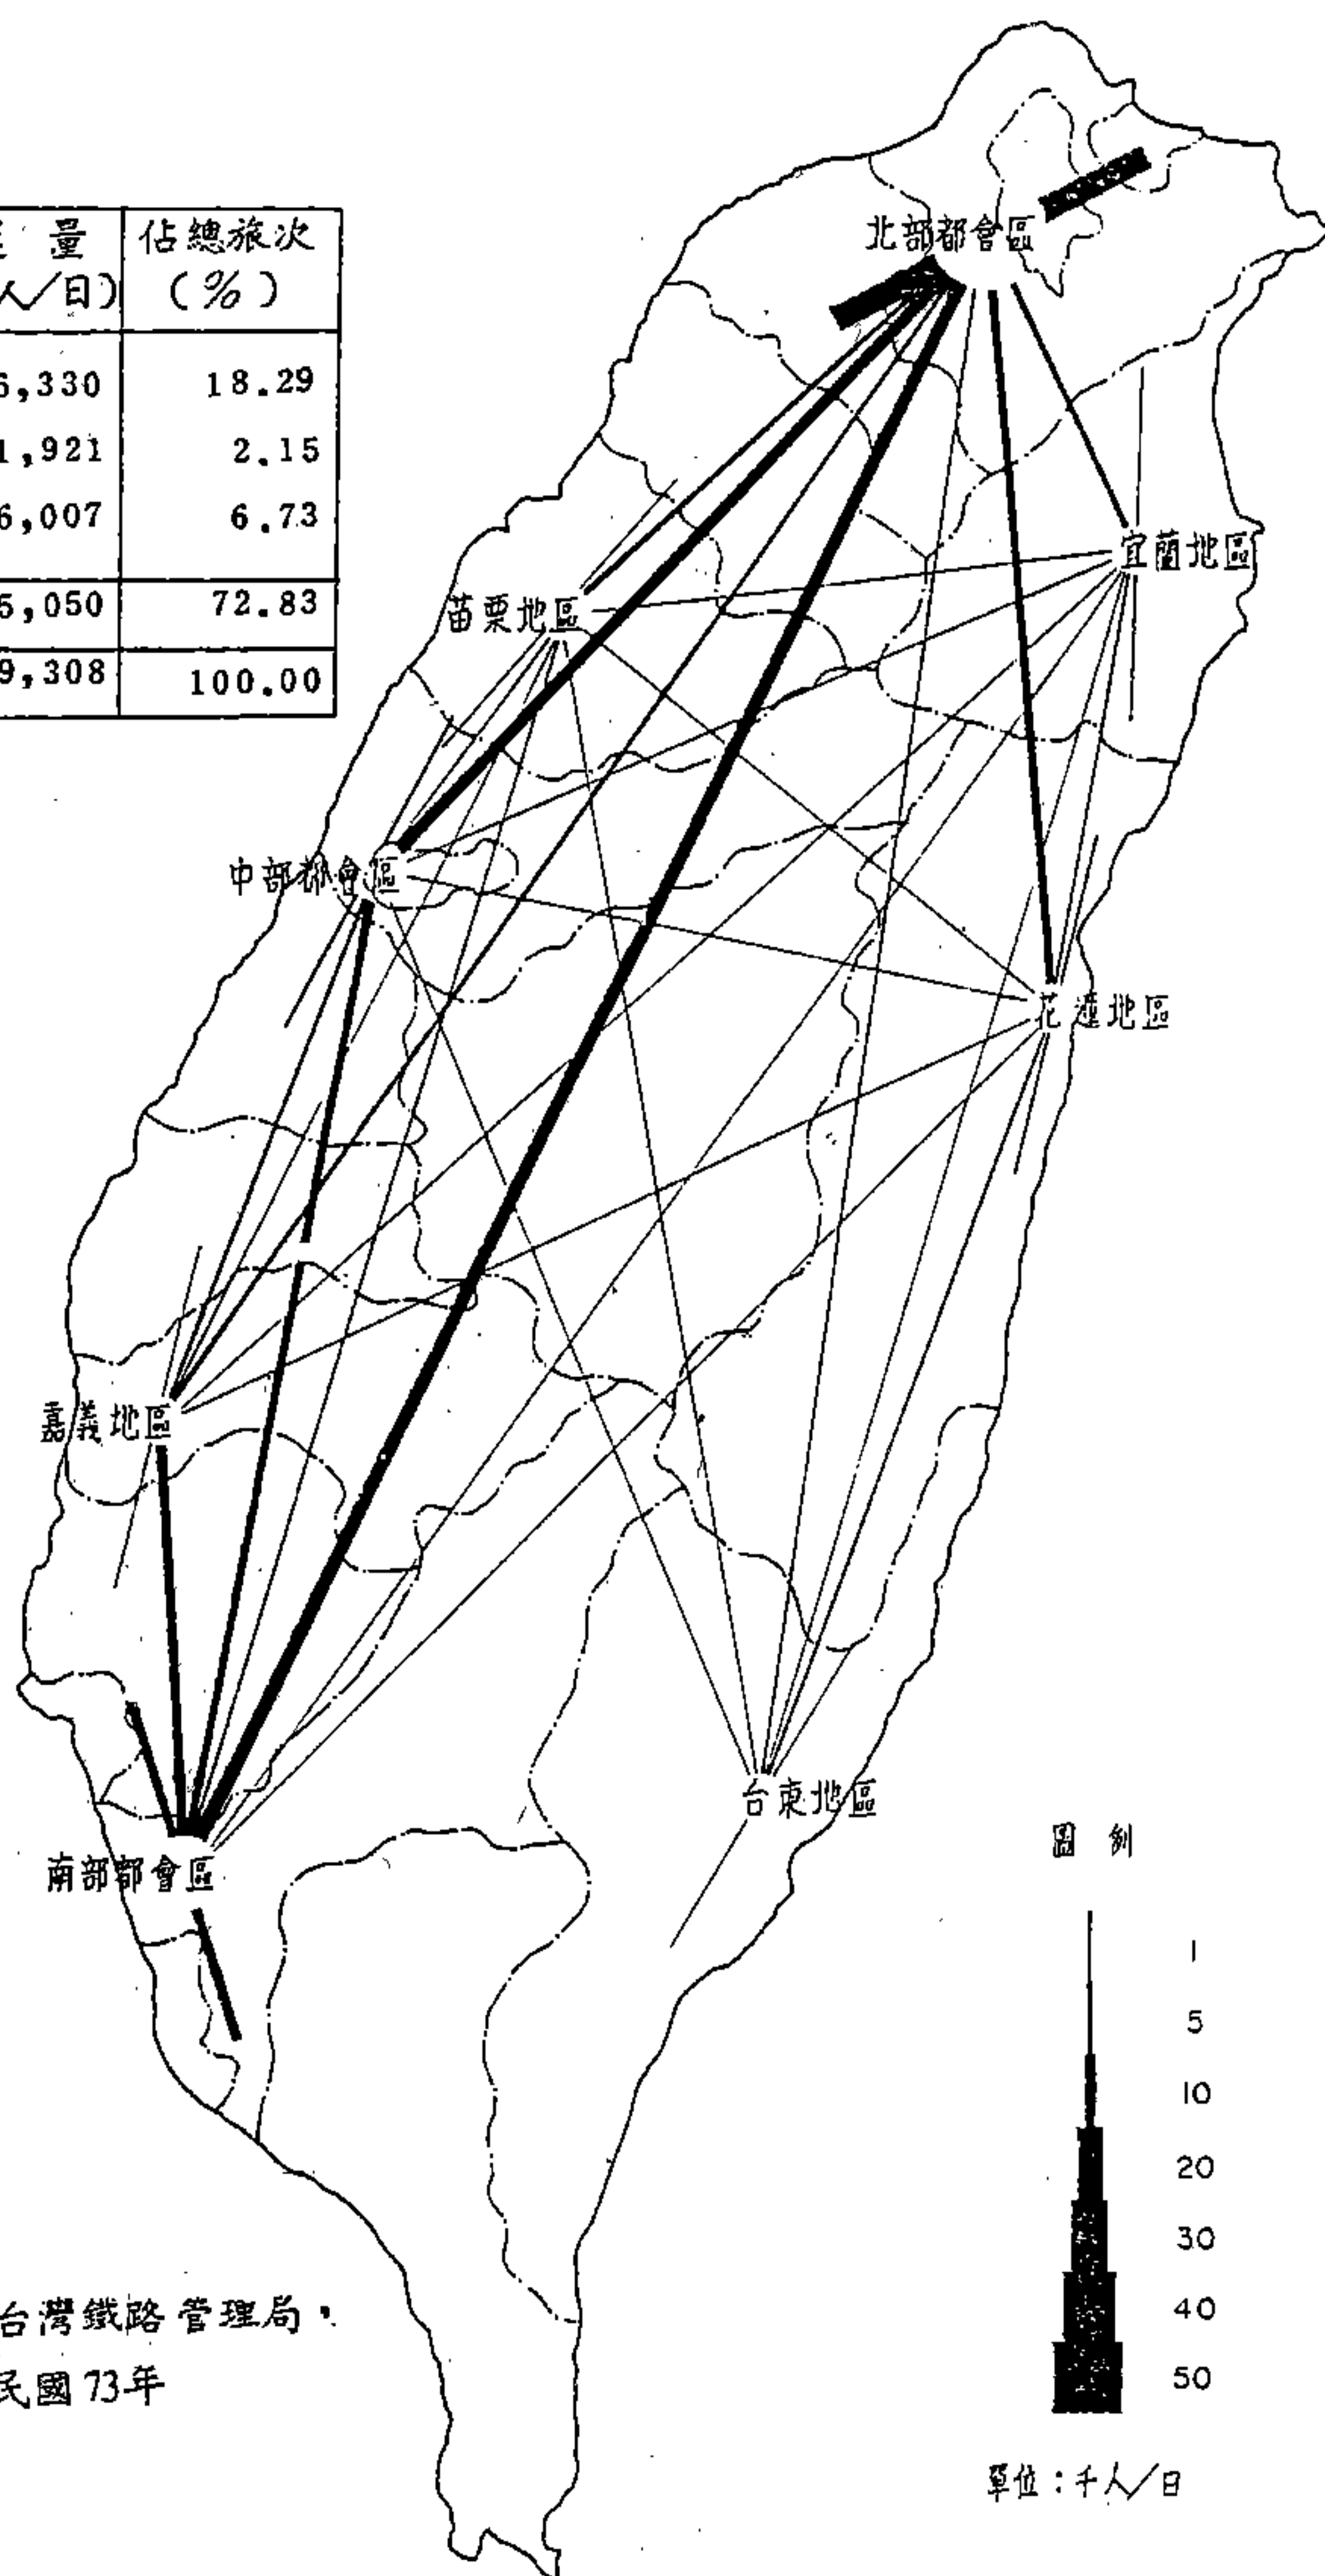 量 佔總旅次
人/日) (%)
6,330 18.29
1,921 2.15
6,007 6.73
5,050 72.83
9,308 100.00
北部都會區
宜蘭地區
苗栗地區
中部都會區
花蓮地區
嘉義地區
台東地區
南部都會區
圖例
1
5
10
20
30
40
50
單位:千人/日
台灣鐵路管理局,
民國73年